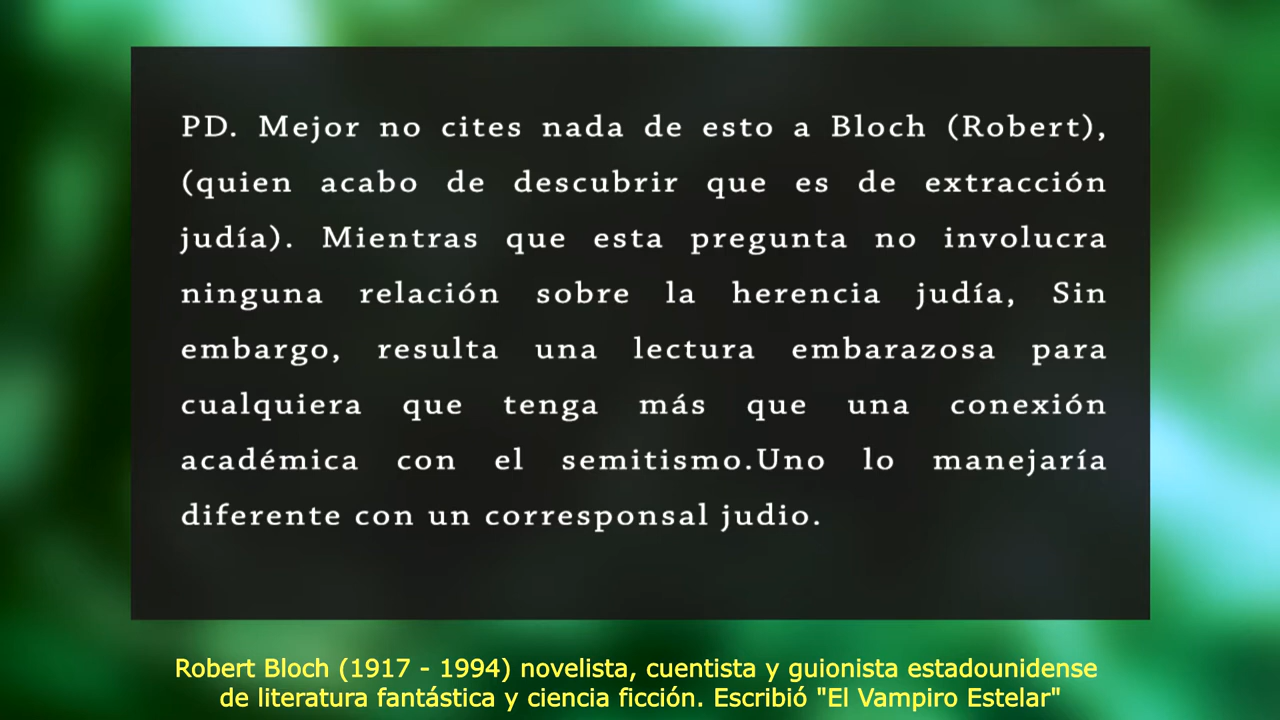 PD. Mejor no cites nada de esto a Bloch (Robert),
(quien acabo de descubrir que es de extracción
judía). Mientras que esta pregunta no involucra
ninguna relación sobre la herencia judía, Sin
embargo, resulta una lectura embarazosa para
cualquiera que tenga más que una conexión
académica con el semitismo.Uno lo manejaría
diferente con un corresponsal judio.
Robert Bloch (1917 - 1994) novelista, cuentista y guionista estadounidense
de literatura fantástica y ciencia ficción. Escribió "El Vampiro Estelar"